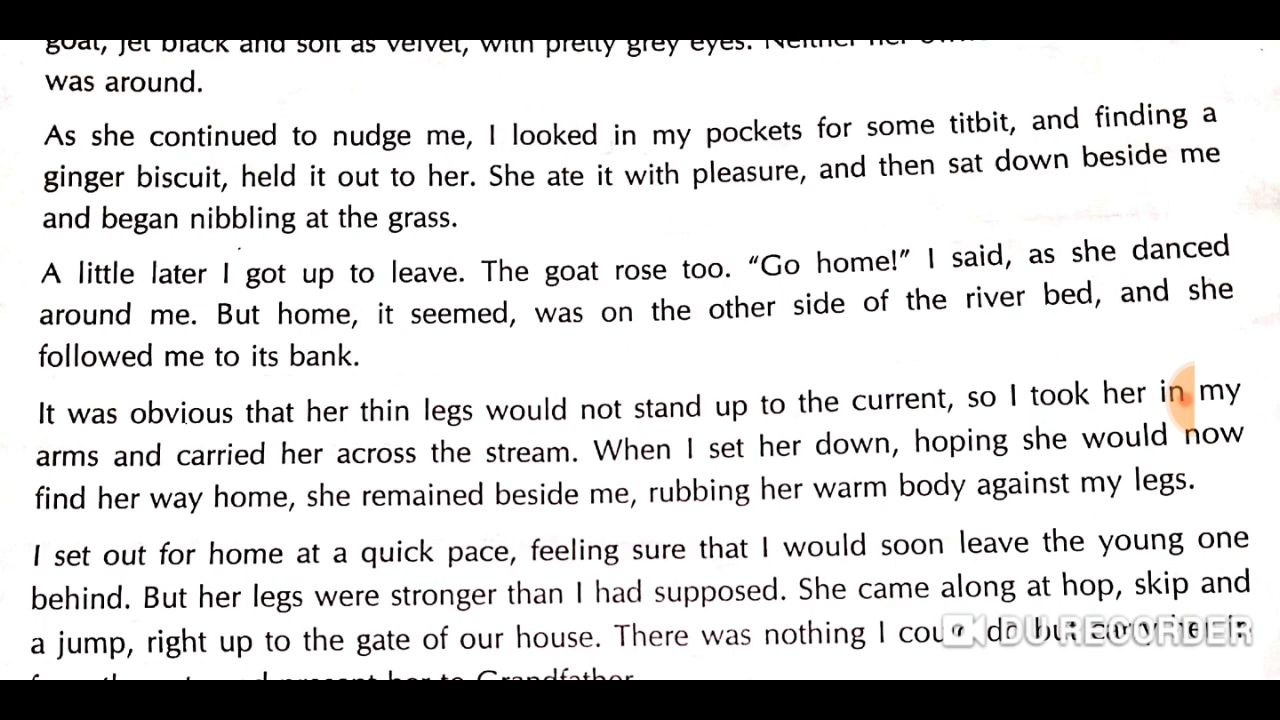 goat, jet black and soft as velvet, with pretty grey eyes. Neither her
was around.
As she continued to nudge me, I looked in my pockets for some titbit, and finding a
ginger biscuit, held it out to her. She ate it with pleasure, and then sat down beside me
and began nibbling at the grass.
A little later I got up to leave. The goat rose too. “Go home!” I said, as she danced
around me. But home, it seemed, was on the other side of the river bed, and she
followed me to its bank.
It was obvious that her thin legs would not stand up to the current, so I took her in my
arms and carried her across the stream. When I set her down, hoping she would now
find her way home, she remained beside me, rubbing her warm body against my legs.
I set out for home at a quick pace, feeling sure that I would soon leave the young one
behind. But her legs were stronger than I had supposed. She came along at hop, skip and
a jump, right up to the gate of our house. There was nothing I could do but carry her in
her to Grandfather.
DU RECORDER